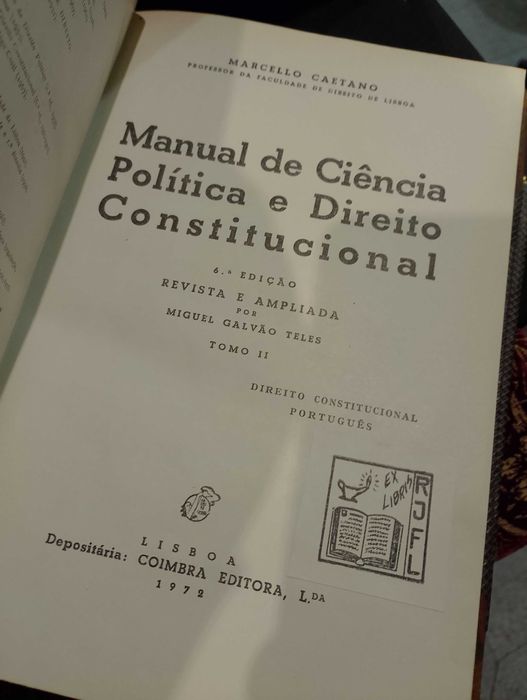 MARCELLO CAETANO
PROFESSOR DA FACULDADE DE DIREITO DE LISBOA
Manual de Ciência
Política e Direito
Constitucional
6.ª EDIÇÃO
REVISTA E AMPLIADA
POR
MIGUEL GALVÃO TELES
TOMO II
DIREITO CONSTITUCIONAL
PORTUGUÊS
EX
LIBRIS
RJFL
LISBOA
Depositária: COIMBRA EDITORA, L.DA
1972